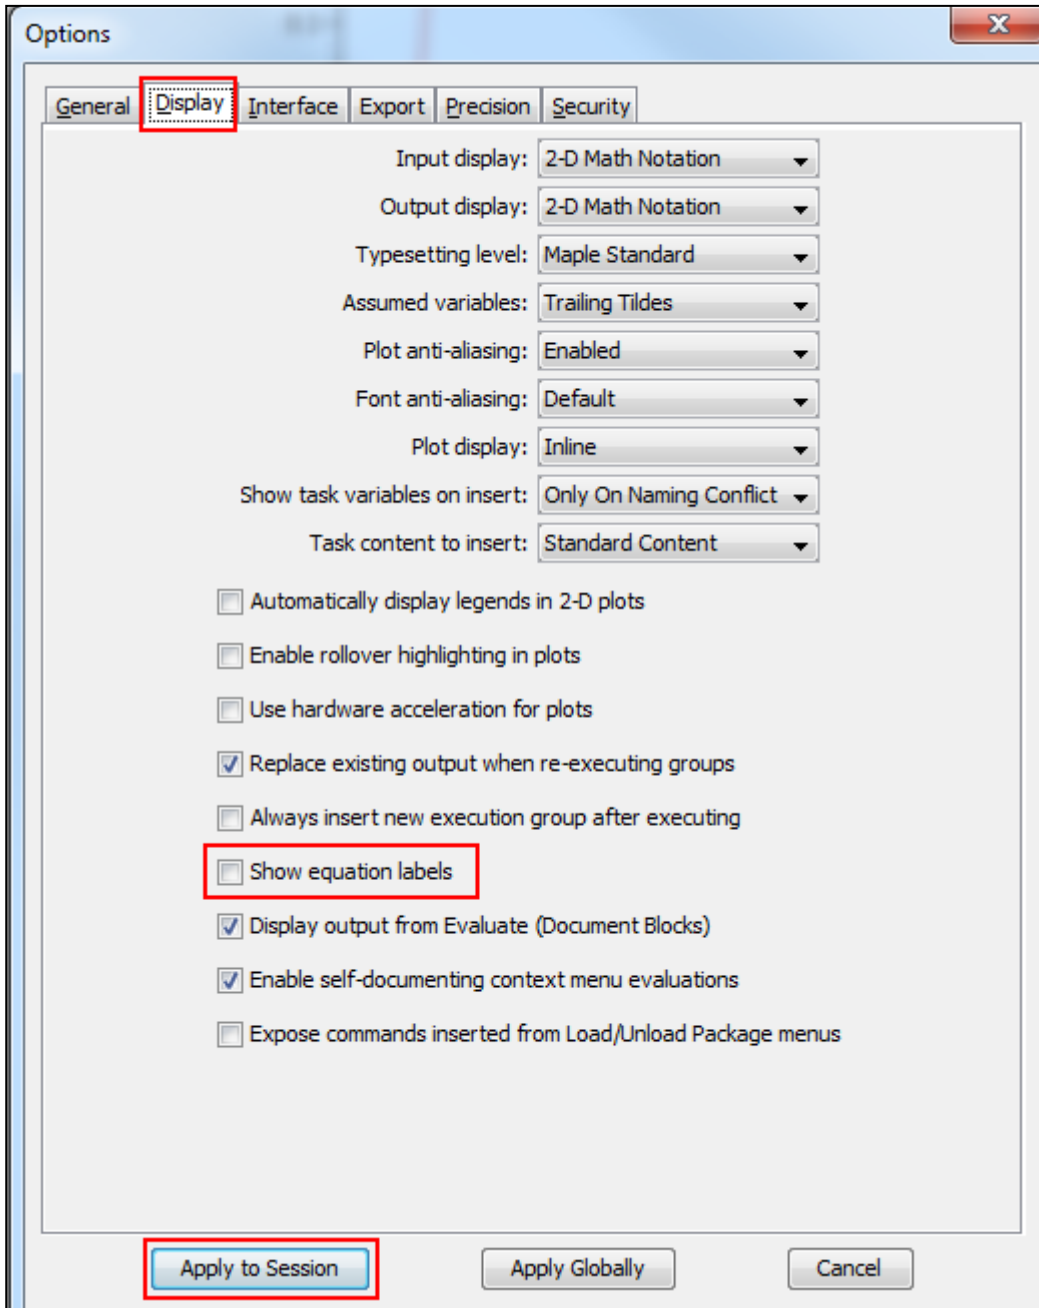 Options
General Display Interface Export Precision Security
Input display: 2-D Math Notation
Output display: 2-D Math Notation
Typesetting level: Maple Standard
Assumed variables: Trailing Tildes
Plot anti-aliasing: Enabled
Font anti-aliasing: Default
Plot display: Inline
Show task variables on insert: Only On Naming Conflict
Task content to insert: Standard Content
Automatically display legends in 2-D plots
Enable rollover highlighting in plots
Use hardware acceleration for plots
Replace existing output when re-executing groups
Always insert new execution group after executing
Show equation labels
Display output from Evaluate (Document Blocks)
Enable self-documenting context menu evaluations
Expose commands inserted from Load/Unload Package menus
Apply to Session Apply Globally Cancel